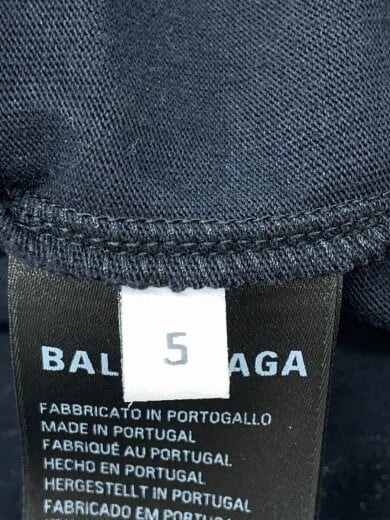 5
BAL AGA
FABBRICATO IN PORTOGALLO
MADE IN PORTUGAL
FABRIQUÉ AU PORTUGAL
HECHO EN PORTUGAL
HERGESTELLT IN PORTUGAL
FABRICADO EM PORTUGAL